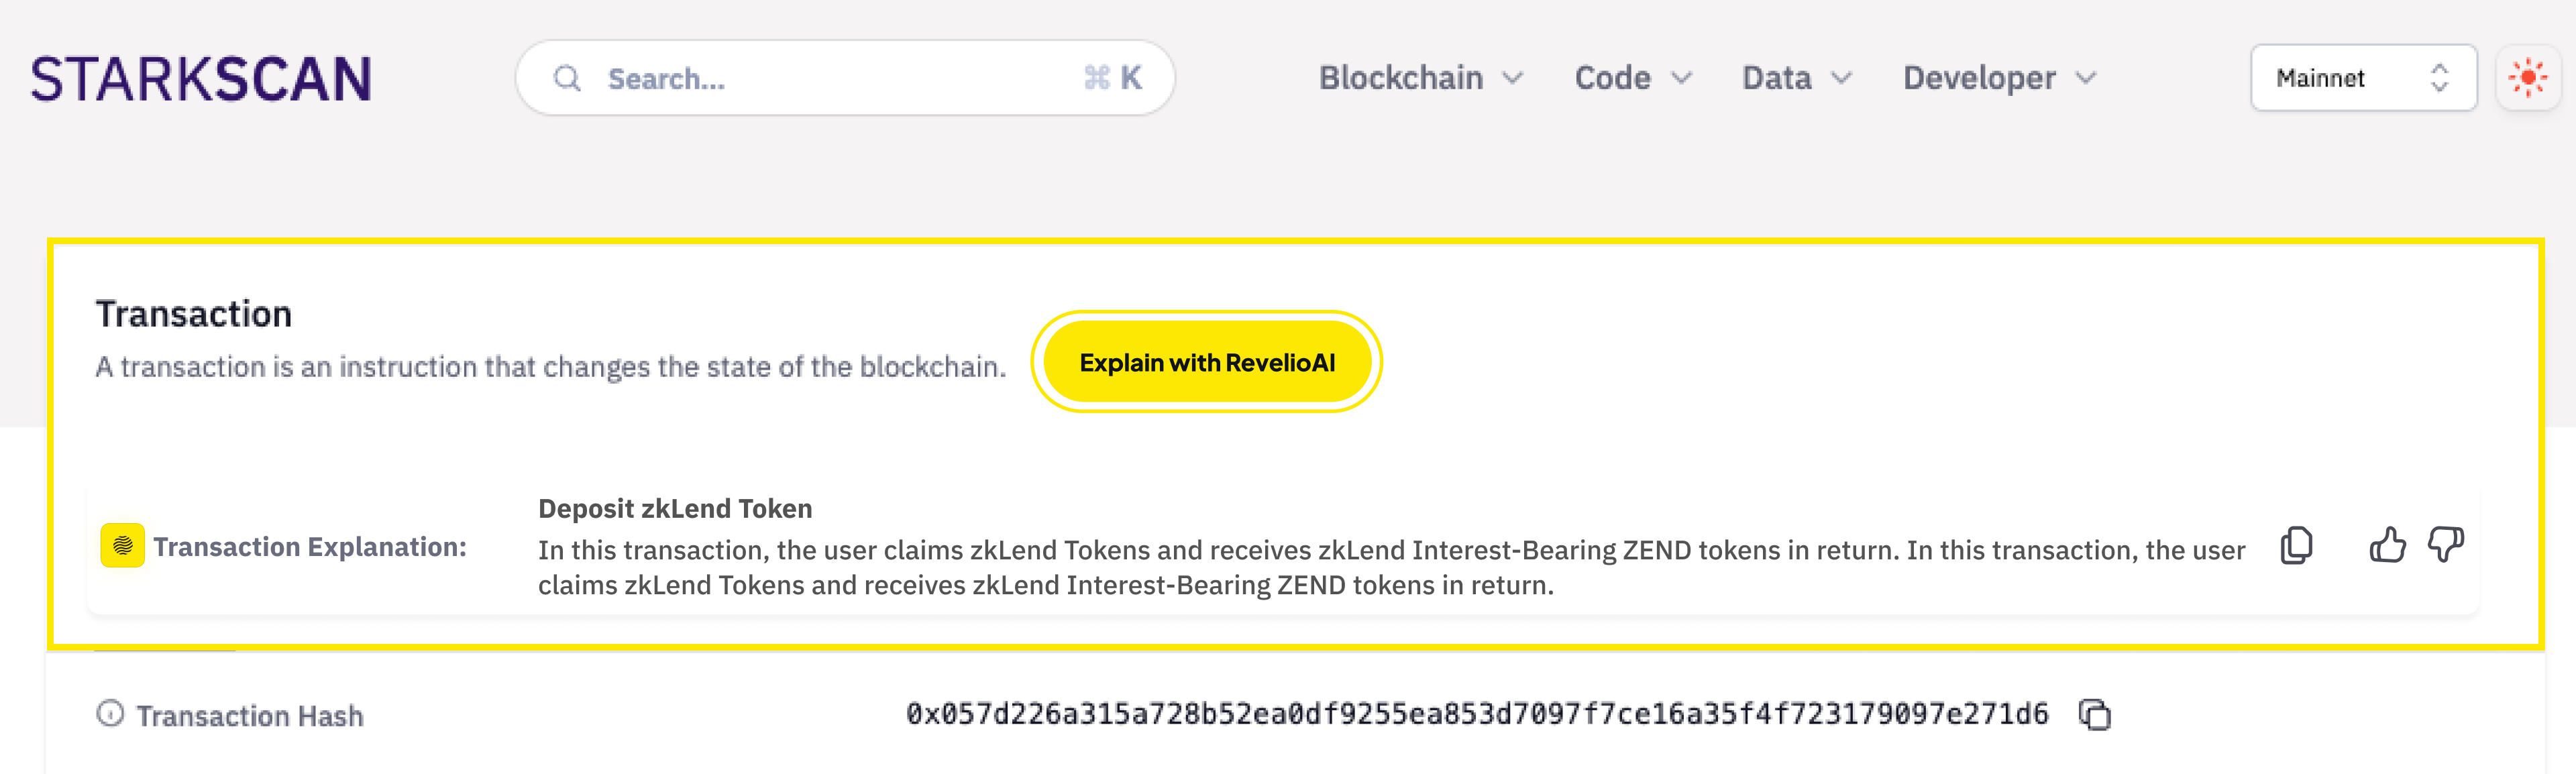 STARKSCAN
Search...
⌘ K
Blockchain
Code
Data
Developer
Mainnet
Transaction
A transaction is an instruction that changes the state of the blockchain.
Explain with RevelioAI
Transaction Explanation:
Deposit zkLend Token
In this transaction, the user claims zkLend Tokens and receives zkLend Interest-Bearing ZEND tokens in return. In this transaction, the user
claims zkLend Tokens and receives zkLend Interest-Bearing ZEND tokens in return.
Transaction Hash
0x057d226a315a728b52ea0df9255ea853d7097f7ce16a35f4f723179097e271d6